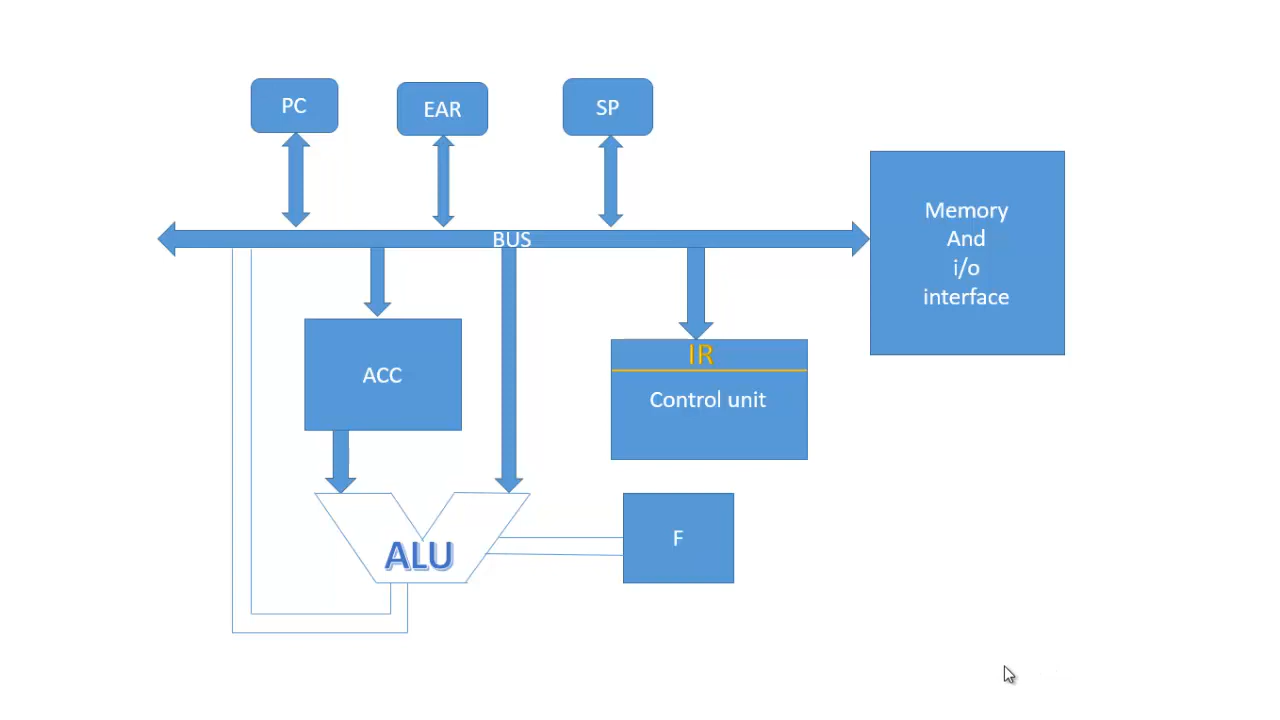 PC
EAR
SP
BUS
Memory
And
i/o
interface
IR
Control unit
ACC
ALU
F